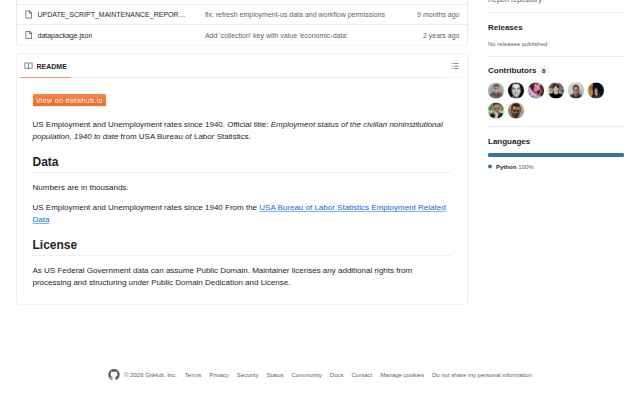 Report repository
UPDATE_SCRIPT_MAINTENANCE_REPOR... fix: refresh employment-us data and workflow permissions 9 months ago
datapackage.json Add 'collection' key with value 'economic-data' 2 years ago
README
View on datahub.io
US Employment and Unemployment rates since 1940. Official title: Employment status of the civilian noninstitutional
population, 1940 to date from USA Bureau of Labor Statistics.
Data
Numbers are in thousands.
US Employment and Unemployment rates since 1940 From the USA Bureau of Labor Statistics Employment Related
Data
License
As US Federal Government data can assume Public Domain. Maintainer licenses any additional rights from
processing and structuring under Public Domain Dedication and License.
Releases
No releases published
Contributors 8
Languages
Python 100%
© 2026 GitHub, Inc. Terms Privacy Security Status Community Docs Contact Manage cookies Do not share my personal information